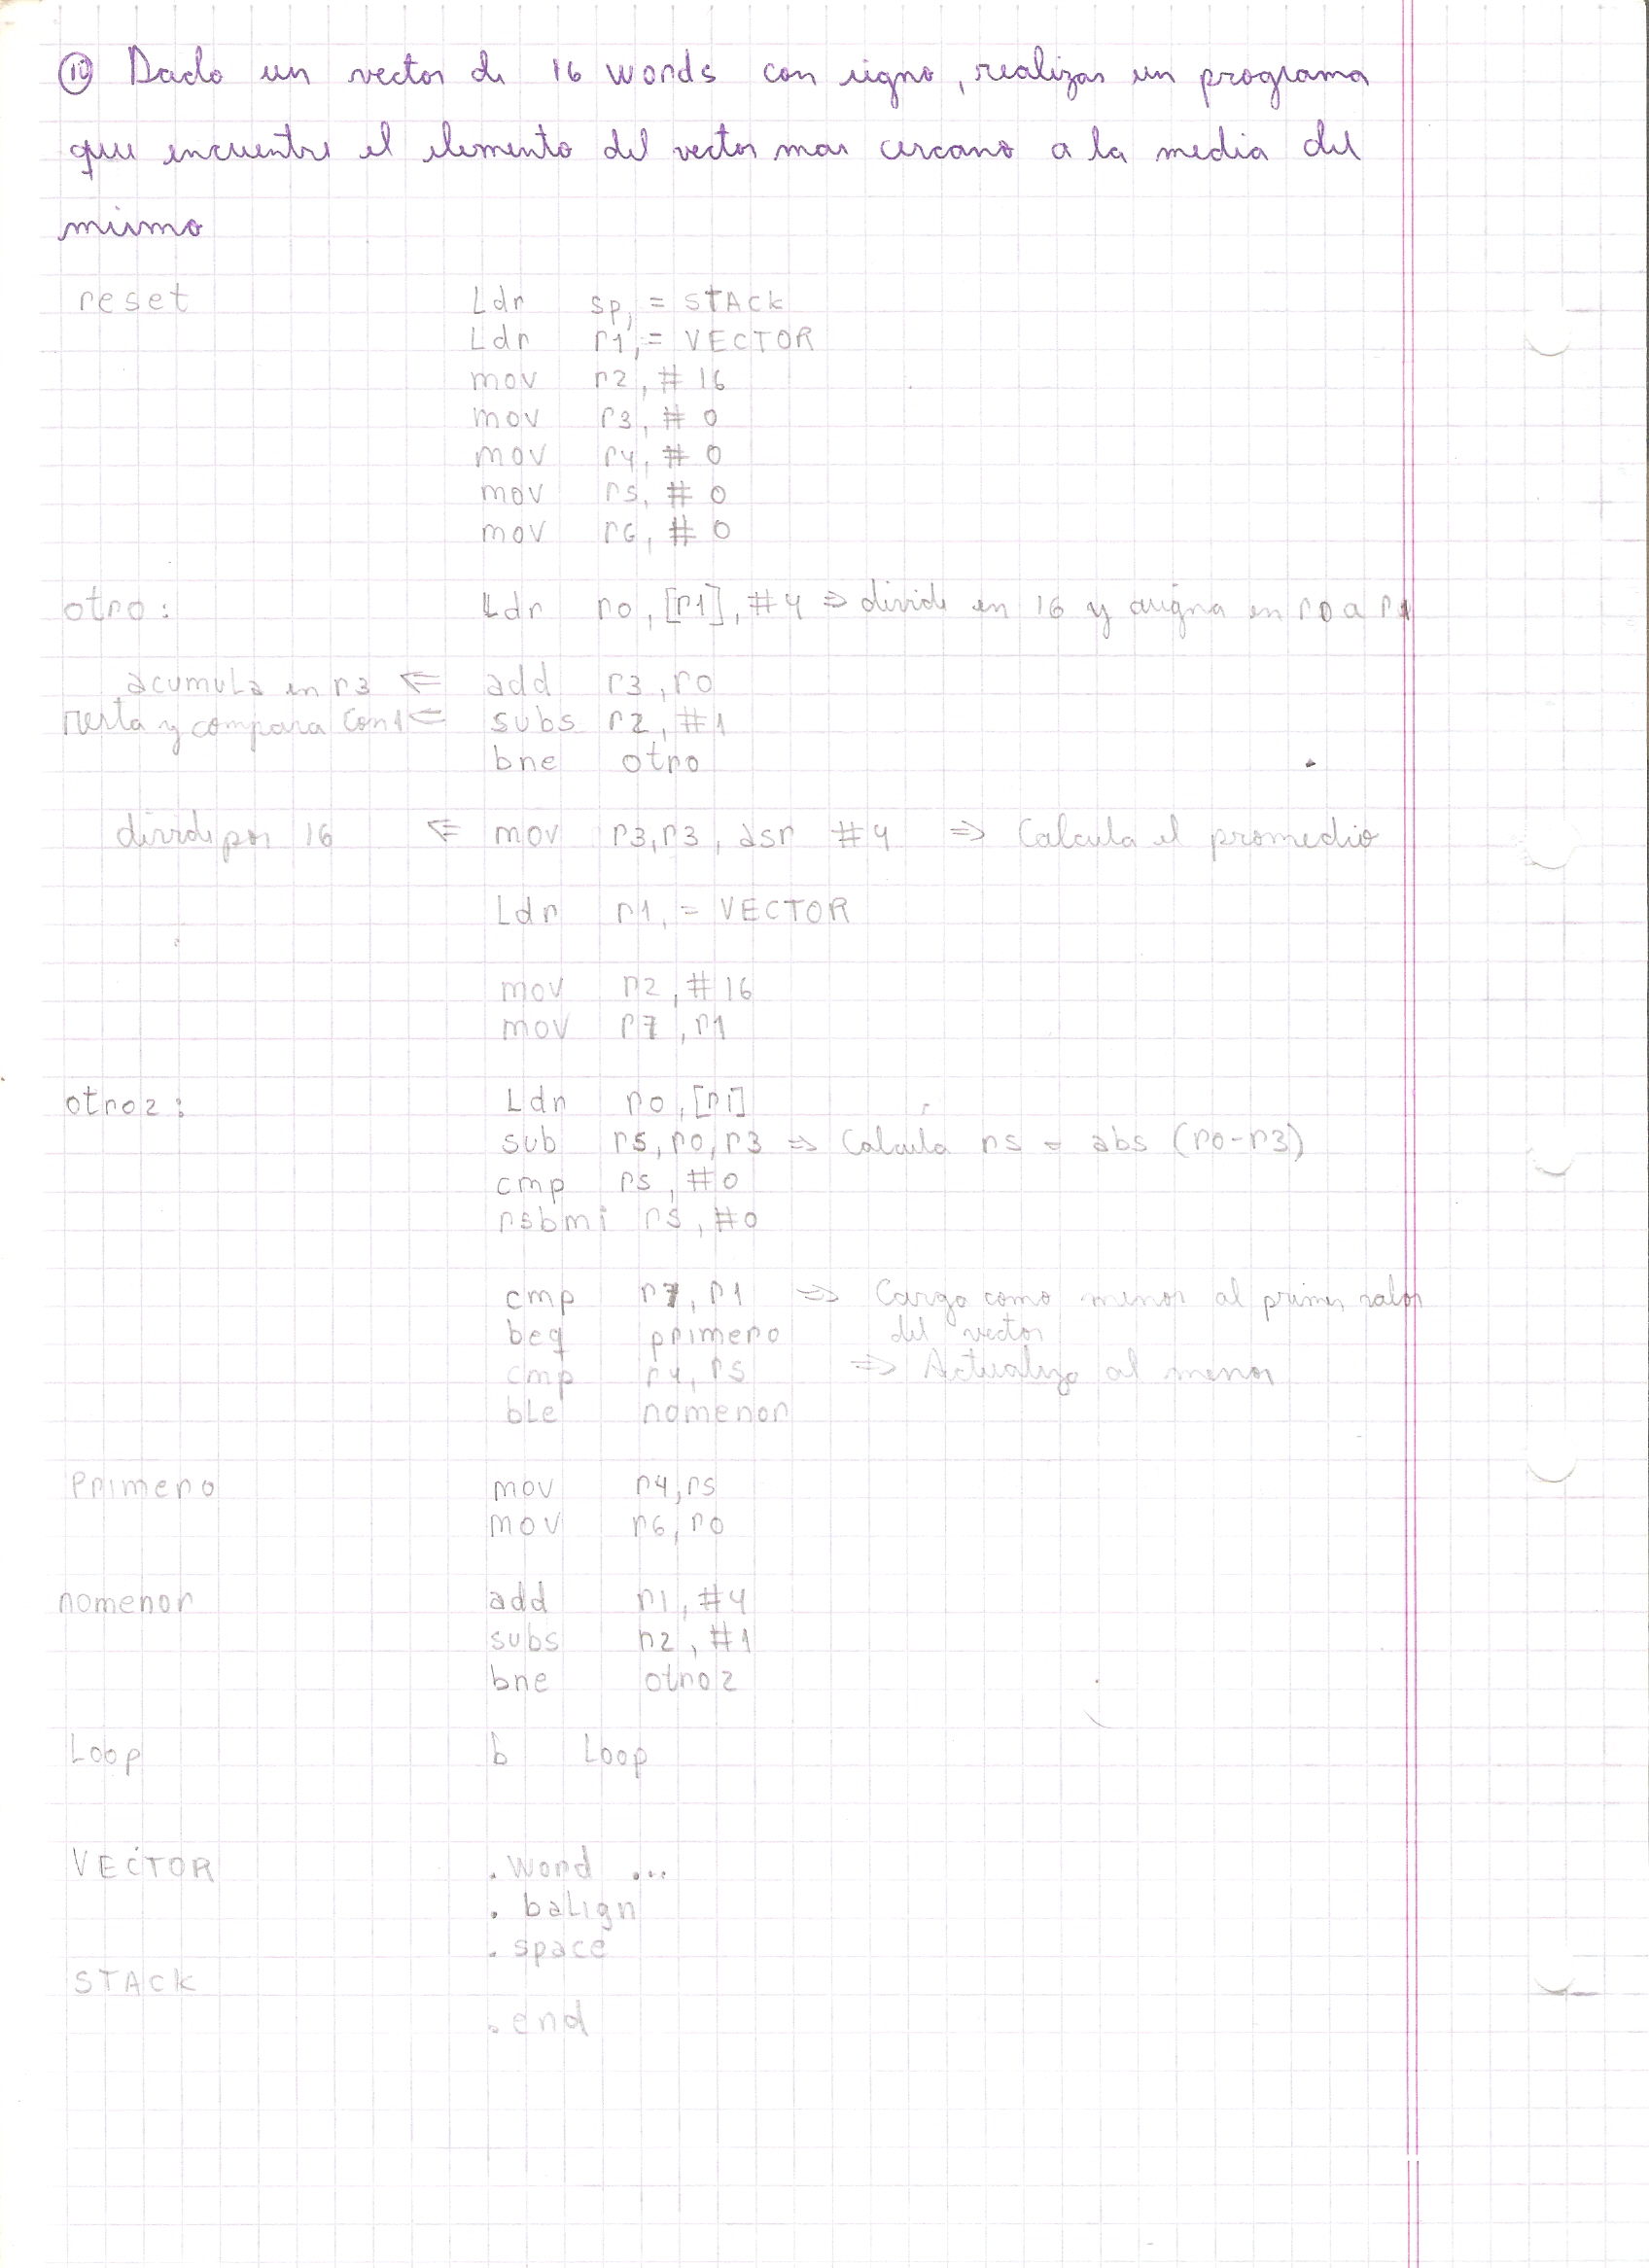 10 Dado un vector de 16 words con signo, realizar un programa
que encuentre el elemento del vector mas cercano a la media del
mismo
reset Ldr sp, = STACK
Ldr r1, = VECTOR
mov r2, # 16
mov r3, # 0
mov r4, # 0
mov r5, # 0
mov r6, # 0
otro: Ldr r0, [r1], #4 ⇒ divide en 16 y asigna en r0 a r1
acumula en r3 ⇐ add r3, r0
resta y compara con 1 ⇐ subs r2, #1
bne otro
divide por 16 ⇐ mov r3, r3, asr #4 ⇒ Calcula el promedio
Ldr r1, = VECTOR
mov r2, #16
mov r7, r1
otro2: Ldr r0, [r1]
sub r5, r0, r3 ⇒ Calcula r5 = abs (r0-r3)
cmp r5, #0
rsbmi r5, #0
cmp r7, r1 ⇒ Cargo como menor al primer valor
beq primero del vector
cmp r4, r5 ⇒ Actualizo al menor
ble nomenor
Primero mov r4, r5
mov r6, r0
nomenor add r1, #4
subs r2, #1
bne otro2
Loop b Loop
VECTOR .word ...
.balign
.space
STACK
.end